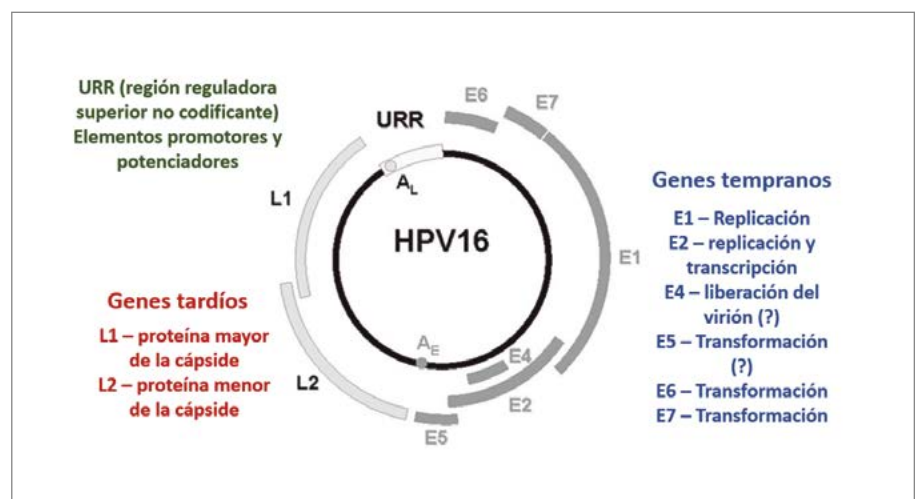 URR (región reguladora
superior no codificante)
Elementos promotores y
potenciadores
URR
E6
E7
A_L
L1
HPV16
E1
Genes tempranos
E1 – Replicación
E2 – replicación y
transcripción
E4 – liberación del
virión (?)
E5 – Transformación
(?)
E6 – Transformación
E7 – Transformación
Genes tardíos
L1 – proteína mayor
de la cápside
L2 – proteína menor
de la cápside
A_E
E4
L2
E2
E5